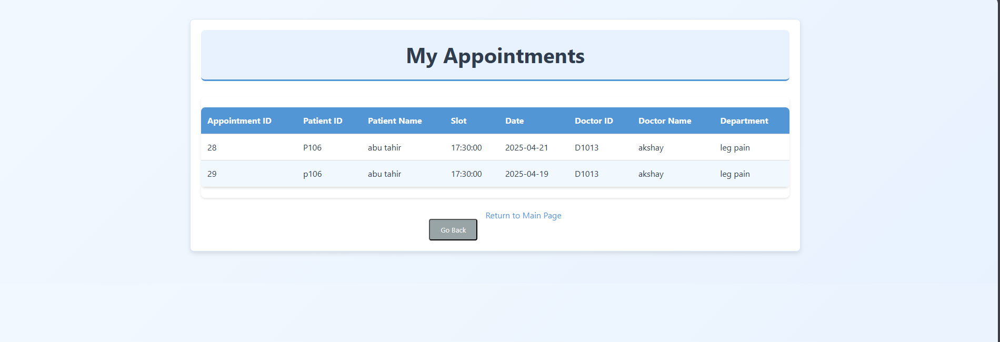 My Appointments
Appointment ID Patient ID Patient Name Slot Date Doctor ID Doctor Name Department
28 P106 abu tahir 17:30:00 2025-04-21 D1013 akshay leg pain
29 p106 abu tahir 17:30:00 2025-04-19 D1013 akshay leg pain
Return to Main Page
Go Back